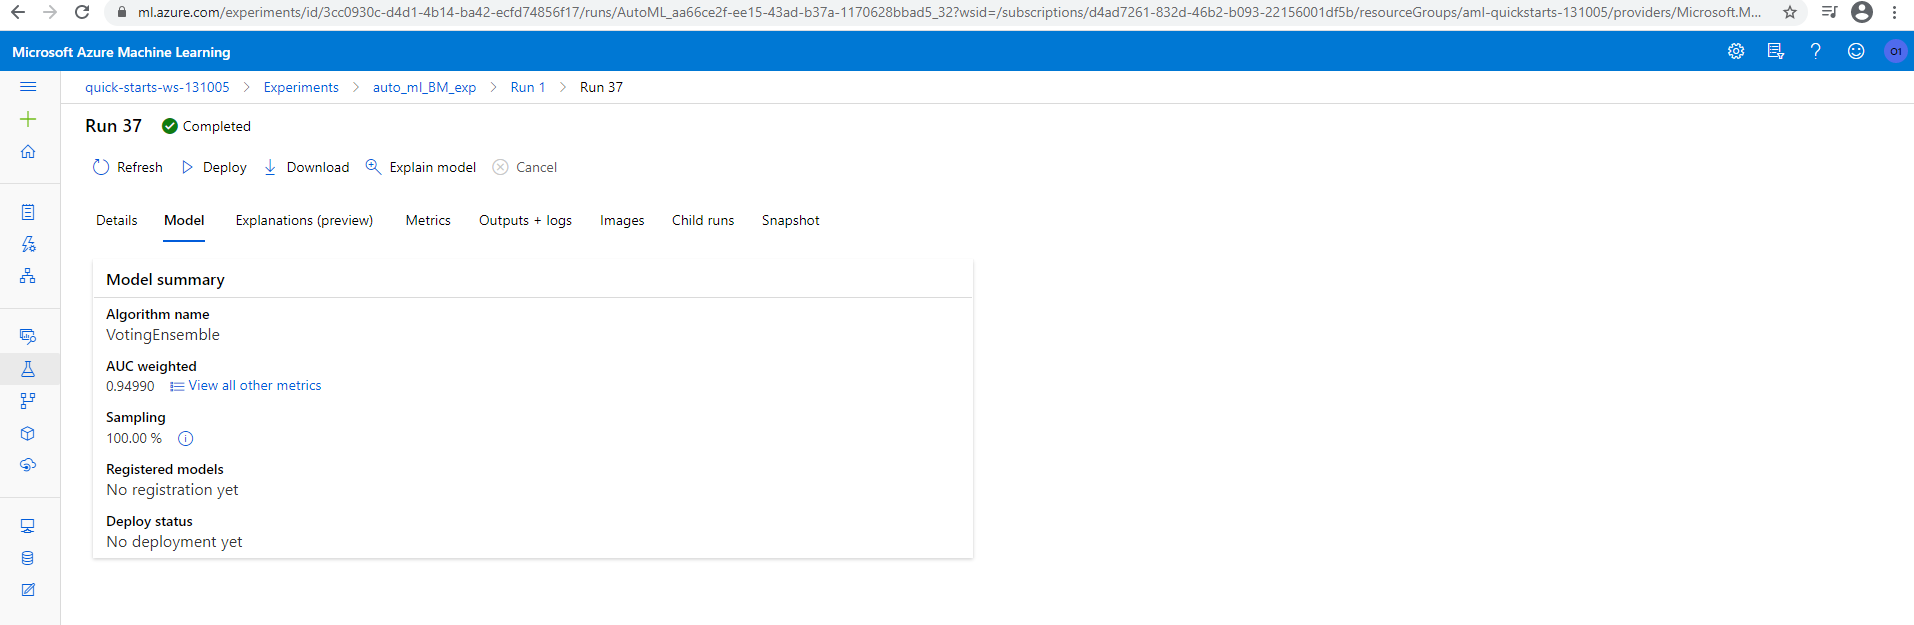 ml.azure.com/experiments/id/3cc0930c-d4d1-4b14-ba42-ecfd74856f17/runs/AutoML_aa66ce2f-ee15-43ad-b37a-1170628bbad5_32?wsid=/subscriptions/d4ad7261-832d-46b2-b093-22156001df5b/resourceGroups/aml-quickstarts-131005/providers/Microsoft.M...
Microsoft Azure Machine Learning
O1
quick-starts-ws-131005 > Experiments > auto_ml_BM_exp > Run 1 > Run 37
Run 37 Completed
Refresh Deploy Download Explain model Cancel
Details Model Explanations (preview) Metrics Outputs + logs Images Child runs Snapshot
Model summary
Algorithm name
VotingEnsemble
AUC weighted
0.94990 View all other metrics
Sampling
100.00 %
Registered models
No registration yet
Deploy status
No deployment yet